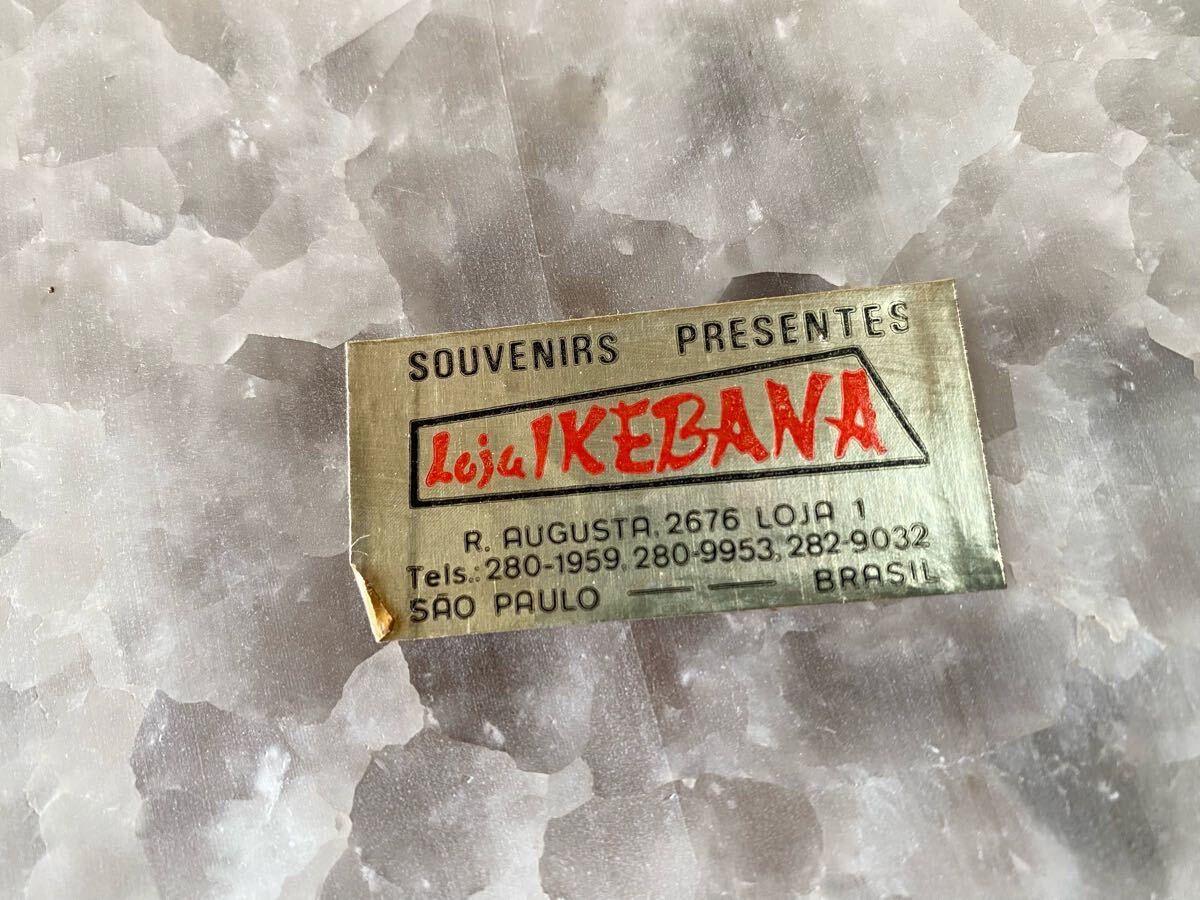 SOUVENIRS PRESENTES
Loja IKEBANA
R. AUGUSTA, 2676 LOJA 1
Tels.: 280-1959, 280-9953, 282-9032
SÃO PAULO — — BRASIL